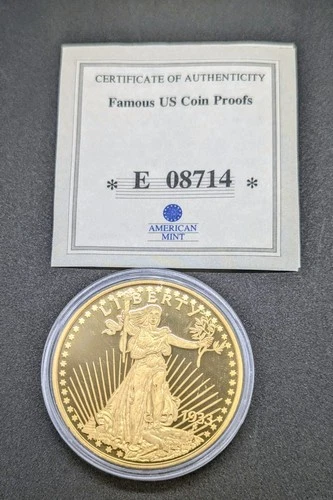 CERTIFICATE OF AUTHENTICITY
Famous US Coin Proofs
* E 08714 *
AMERICAN
MINT
LIBERTY
1933